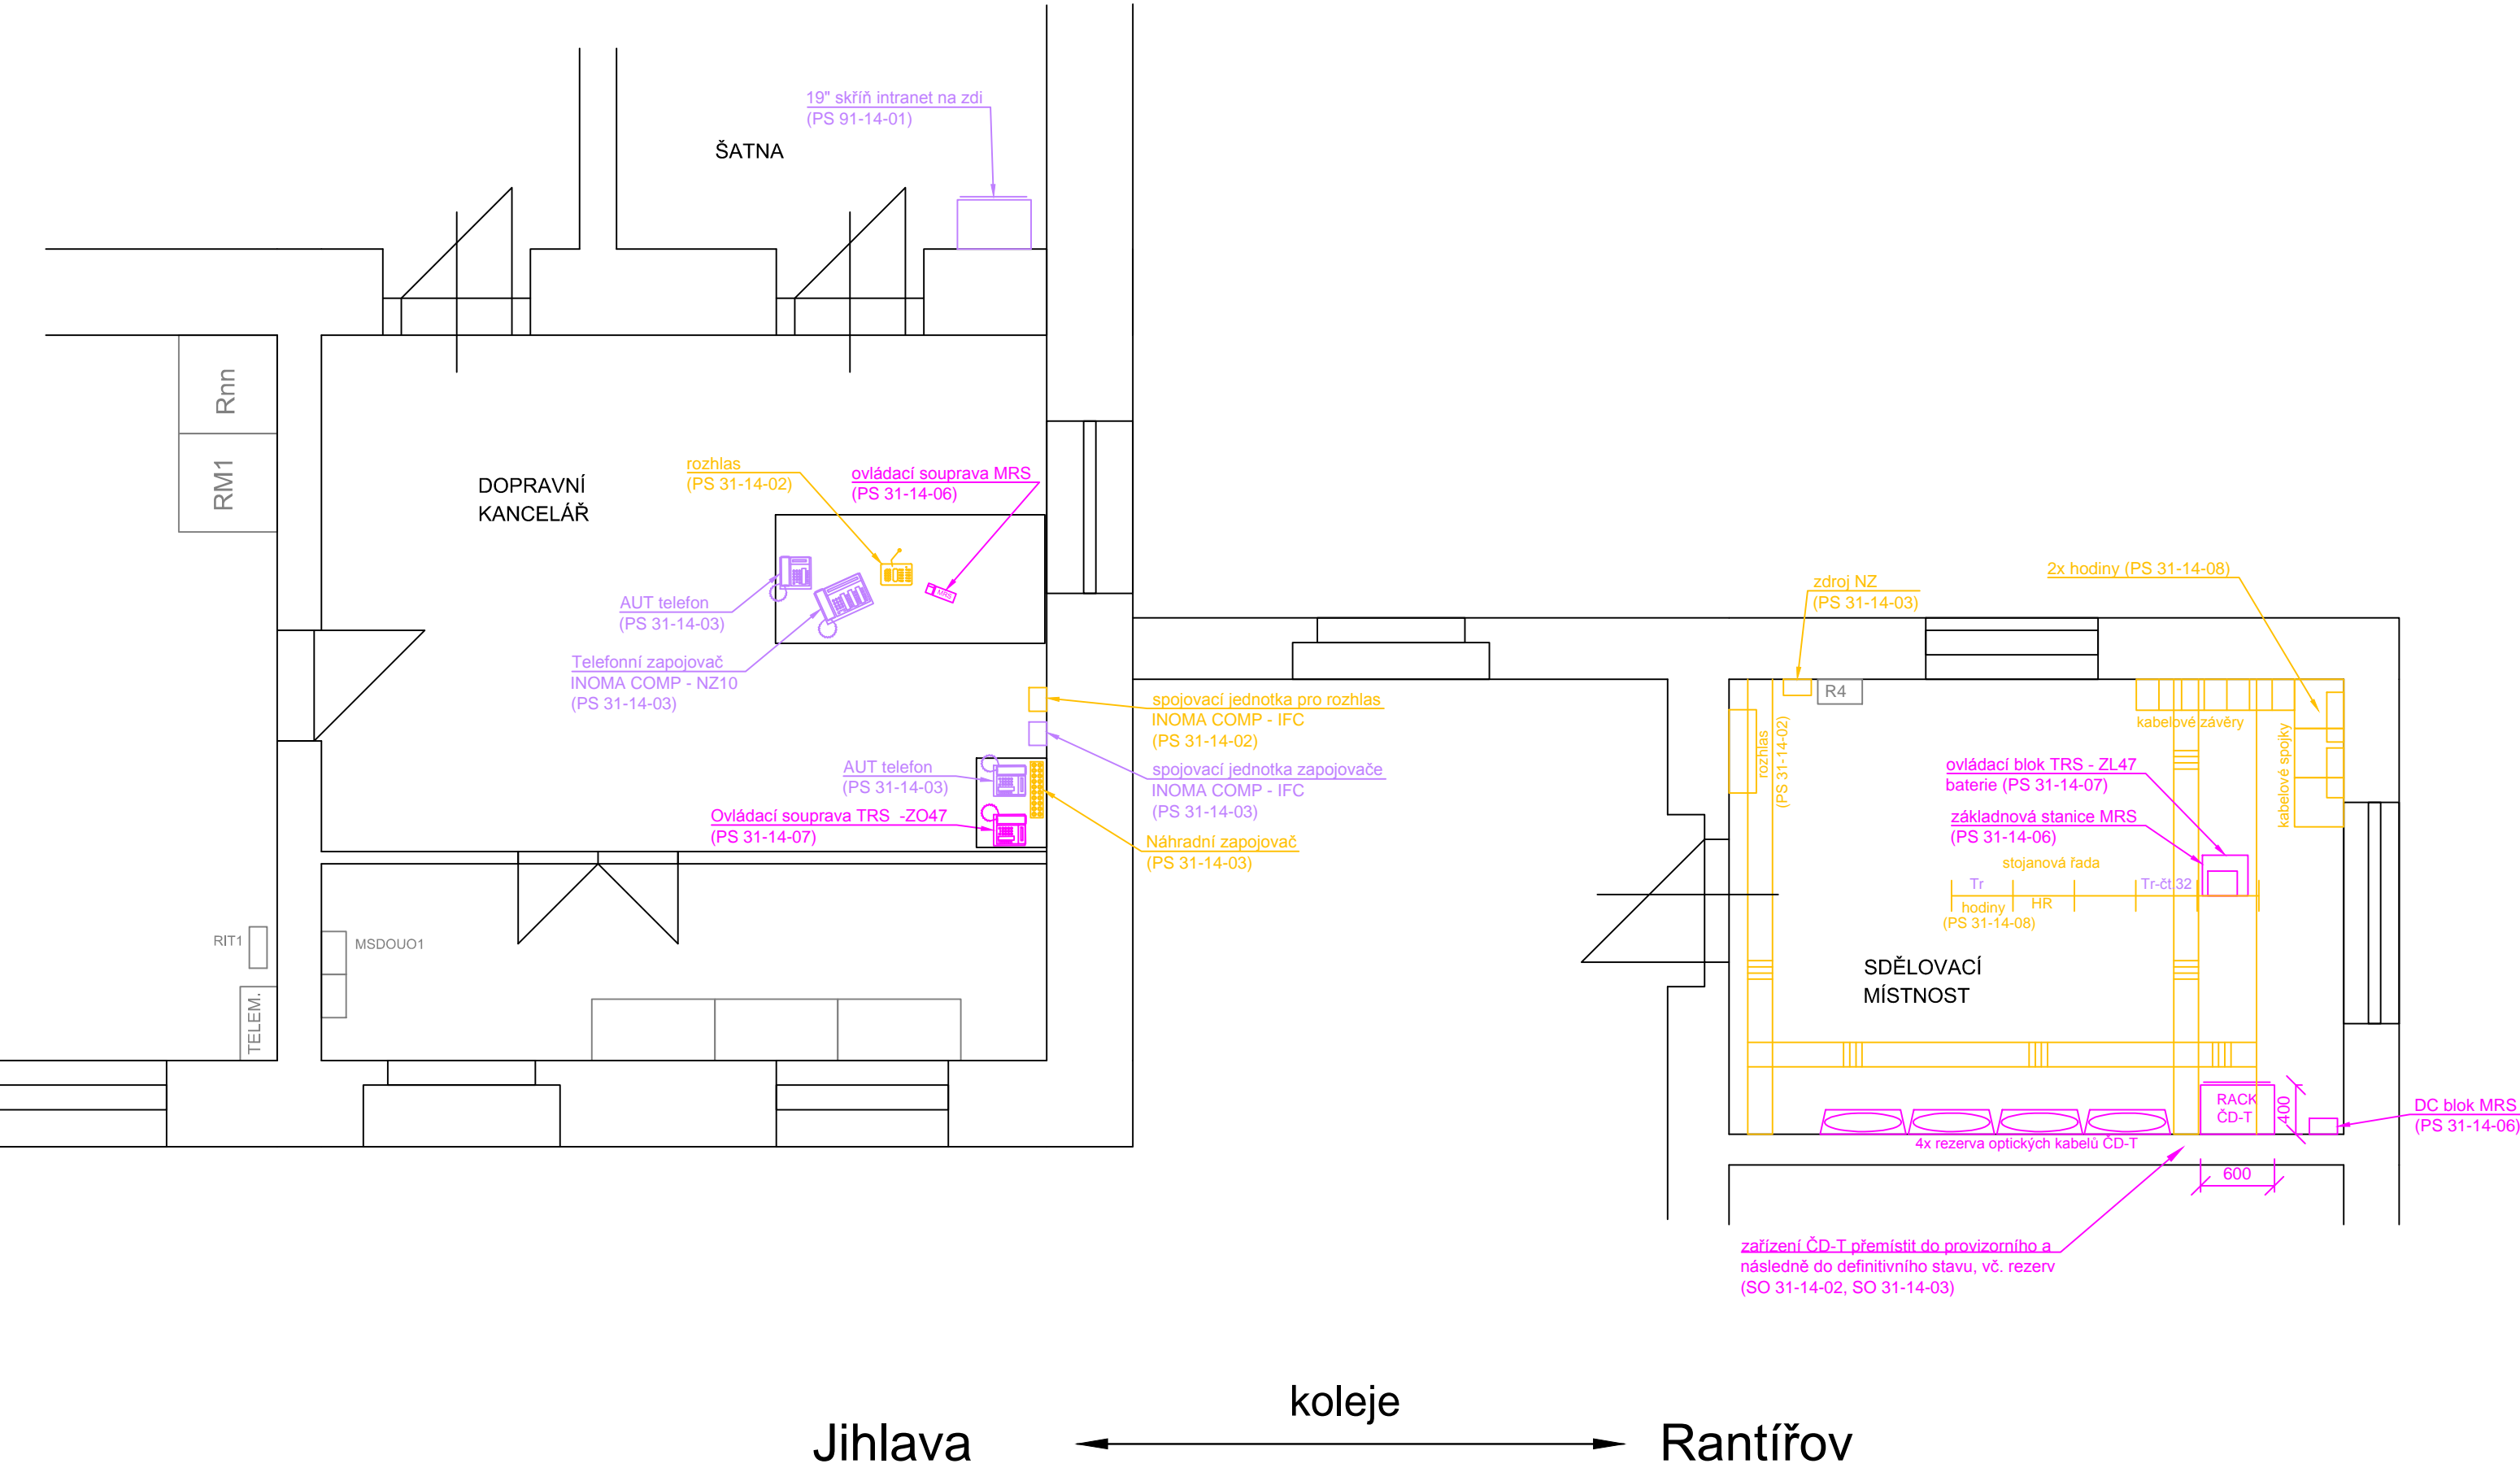 19" skříň intranet na zdi
(PS 91-14-01)
ŠATNA
Rnn
RM1
DOPRAVNÍ
KANCELÁŘ
rozhlas
(PS 31-14-02)
ovládací souprava MRS
(PS 31-14-06)
MRS
AUT telefon
(PS 31-14-03)
Telefonní zapojovač
INOMA COMP - NZ10
(PS 31-14-03)
spojovací jednotka pro rozhlas
INOMA COMP - IFC
(PS 31-14-02)
spojovací jednotka zapojovače
INOMA COMP - IFC
(PS 31-14-03)
AUT telefon
(PS 31-14-03)
Ovládací souprava TRS -ZO47
(PS 31-14-07)
Náhradní zapojovač
(PS 31-14-03)
RIT1
MSDOUO1
TELEM.
zdroj NZ
(PS 31-14-03)
2x hodiny (PS 31-14-08)
R4
rozhlas
(PS 31-14-02)
kabelové závěry
kabelové spojky
ovládací blok TRS - ZL47
baterie (PS 31-14-07)
základnová stanice MRS
(PS 31-14-06)
stojanová řada
Tr
Tr-čt.32
hodiny
HR
(PS 31-14-08)
SDĚLOVACÍ
MÍSTNOST
RACK
ČD-T
400
600
DC blok MRS
(PS 31-14-06)
4x rezerva optických kabelů ČD-T
zařízení ČD-T přemístit do provizorního a
následně do definitivního stavu, vč. rezerv
(SO 31-14-02, SO 31-14-03)
koleje
Jihlava
Rantířov